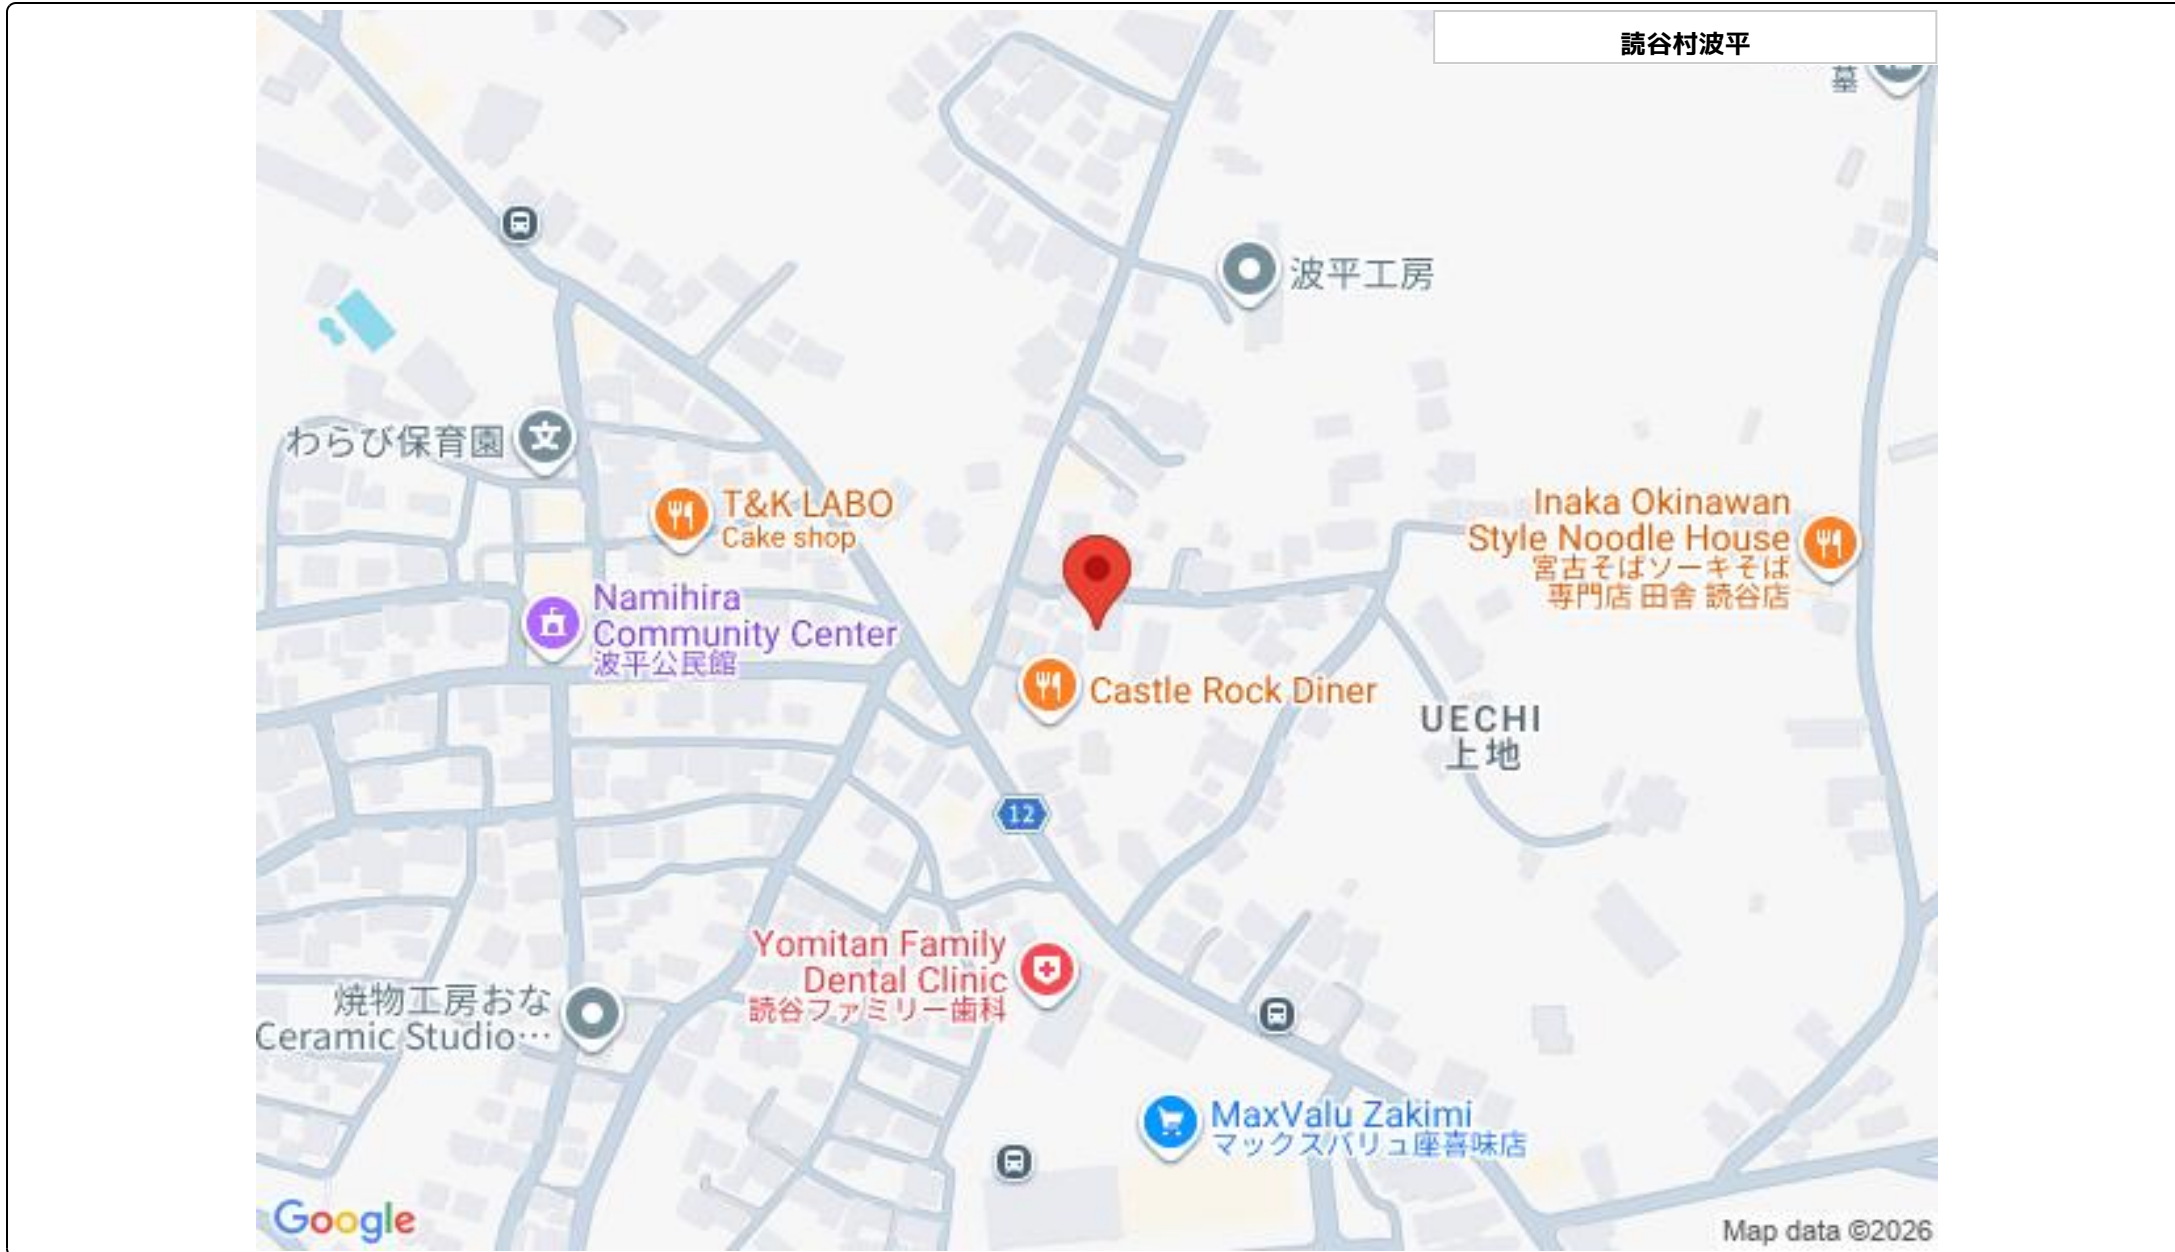 読谷村波平
墓
波平工房
わらび保育園
T&K LABO
Cake shop
Inaka Okinawan
Style Noodle House
宮古そばソーキそば
専門店 田舎 読谷店
Namihira
Community Center
波平公民館
Castle Rock Diner
UECHI
上地
12
Yomitan Family
Dental Clinic
読谷ファミリー歯科
焼物工房おな
Ceramic Studio…
MaxValu Zakimi
マックスバリュ座喜味店
Google
Map data ©2026